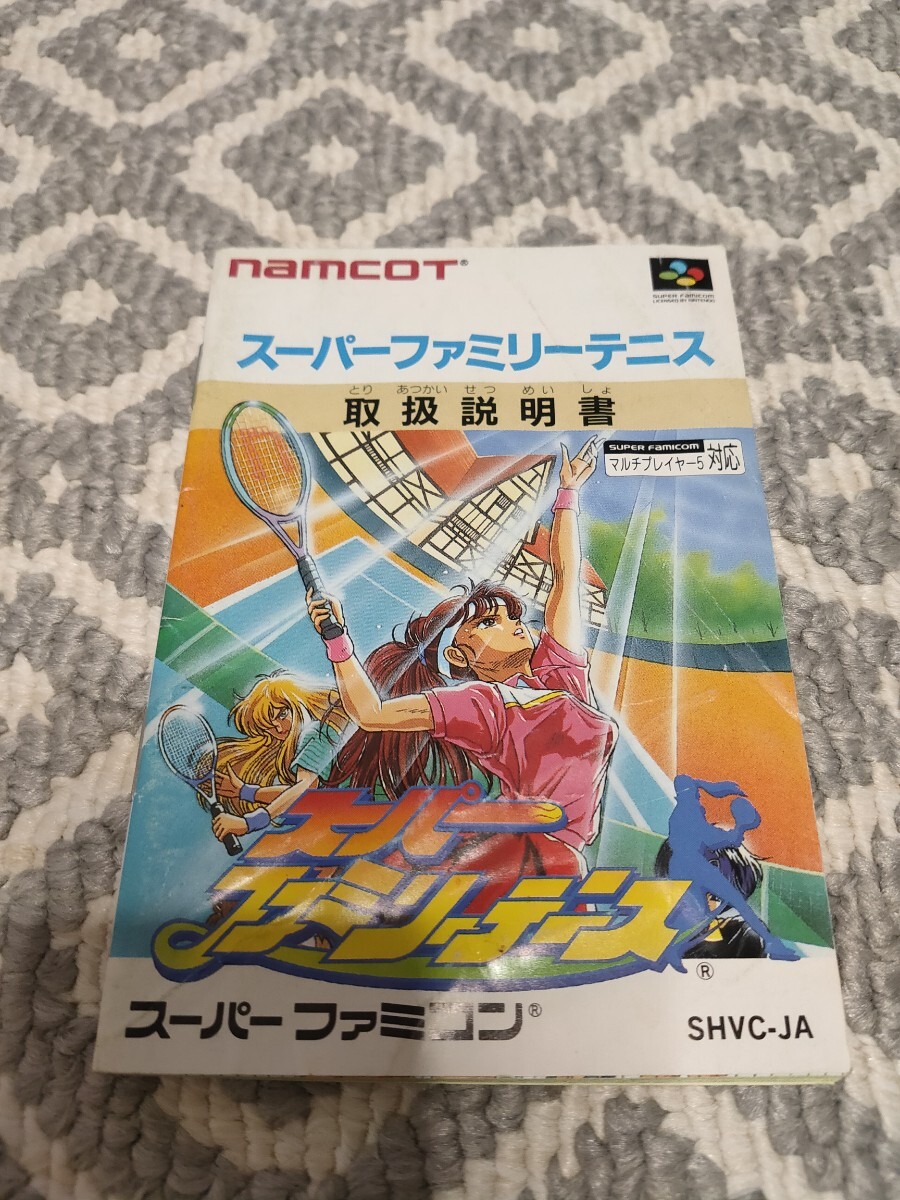 namcoT®
SUPER FAMICOM
LICENSED BY NINTENDO
スーパーファミリーテニス
とり あつかい せつ めい しょ
取扱説明書
SUPER FAMICOM
マルチプレイヤー5 対応
スーパー
ファミリーテニス
®
スーパーファミコン®
SHVC-JA